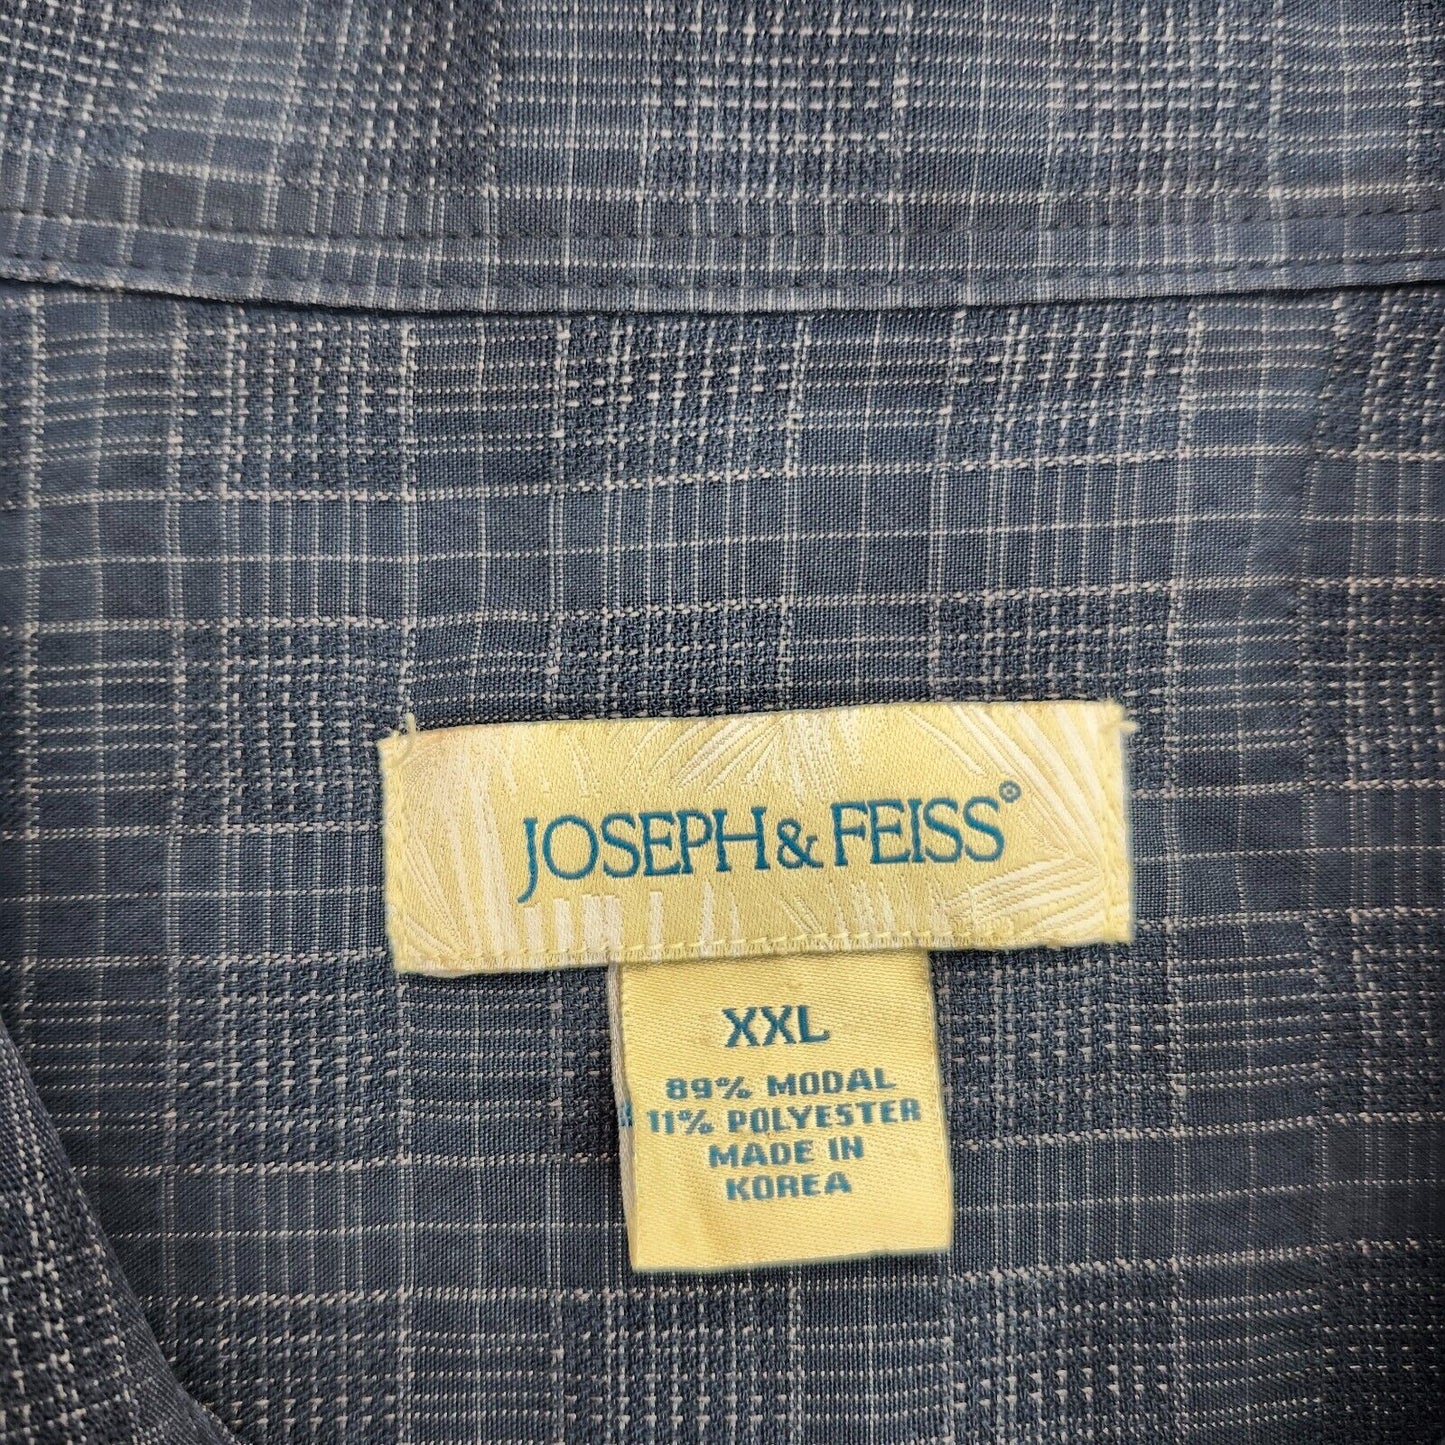 JOSEPH & FEISS®
XXL
89% MODAL
11% POLYESTER
MADE IN
KOREA